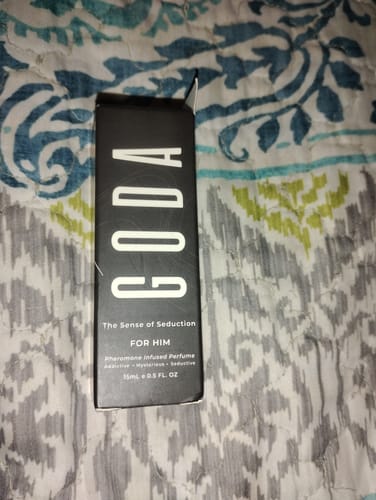 GODA
The Sense of Seduction
FOR HIM
Pheromone Infused Perfume
Addictive - Mysterious - Seductive
15mL e 0.5 FL. OZ